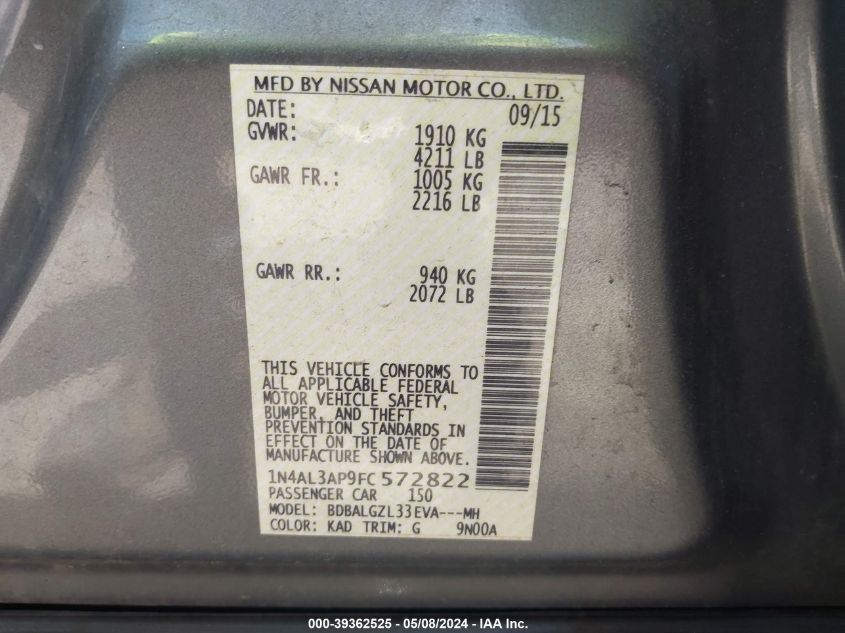 MFD BY NISSAN MOTOR CO., LTD.
DATE: 09/15
GVWR: 1910 KG
4211 LB
GAWR FR.: 1005 KG
2216 LB
GAWR RR.: 940 KG
2072 LB
THIS VEHICLE CONFORMS TO
ALL APPLICABLE FEDERAL
MOTOR VEHICLE SAFETY,
BUMPER, AND THEFT
PREVENTION STANDARDS IN
EFFECT ON THE DATE OF
MANUFACTURE SHOWN ABOVE.
1N4AL3AP9FC572822
PASSENGER CAR 150
MODEL: BDBALGZL33EVA---MH
COLOR: KAD TRIM: G 9N00A
000-39362525 - 05/08/2024 - IAA Inc.